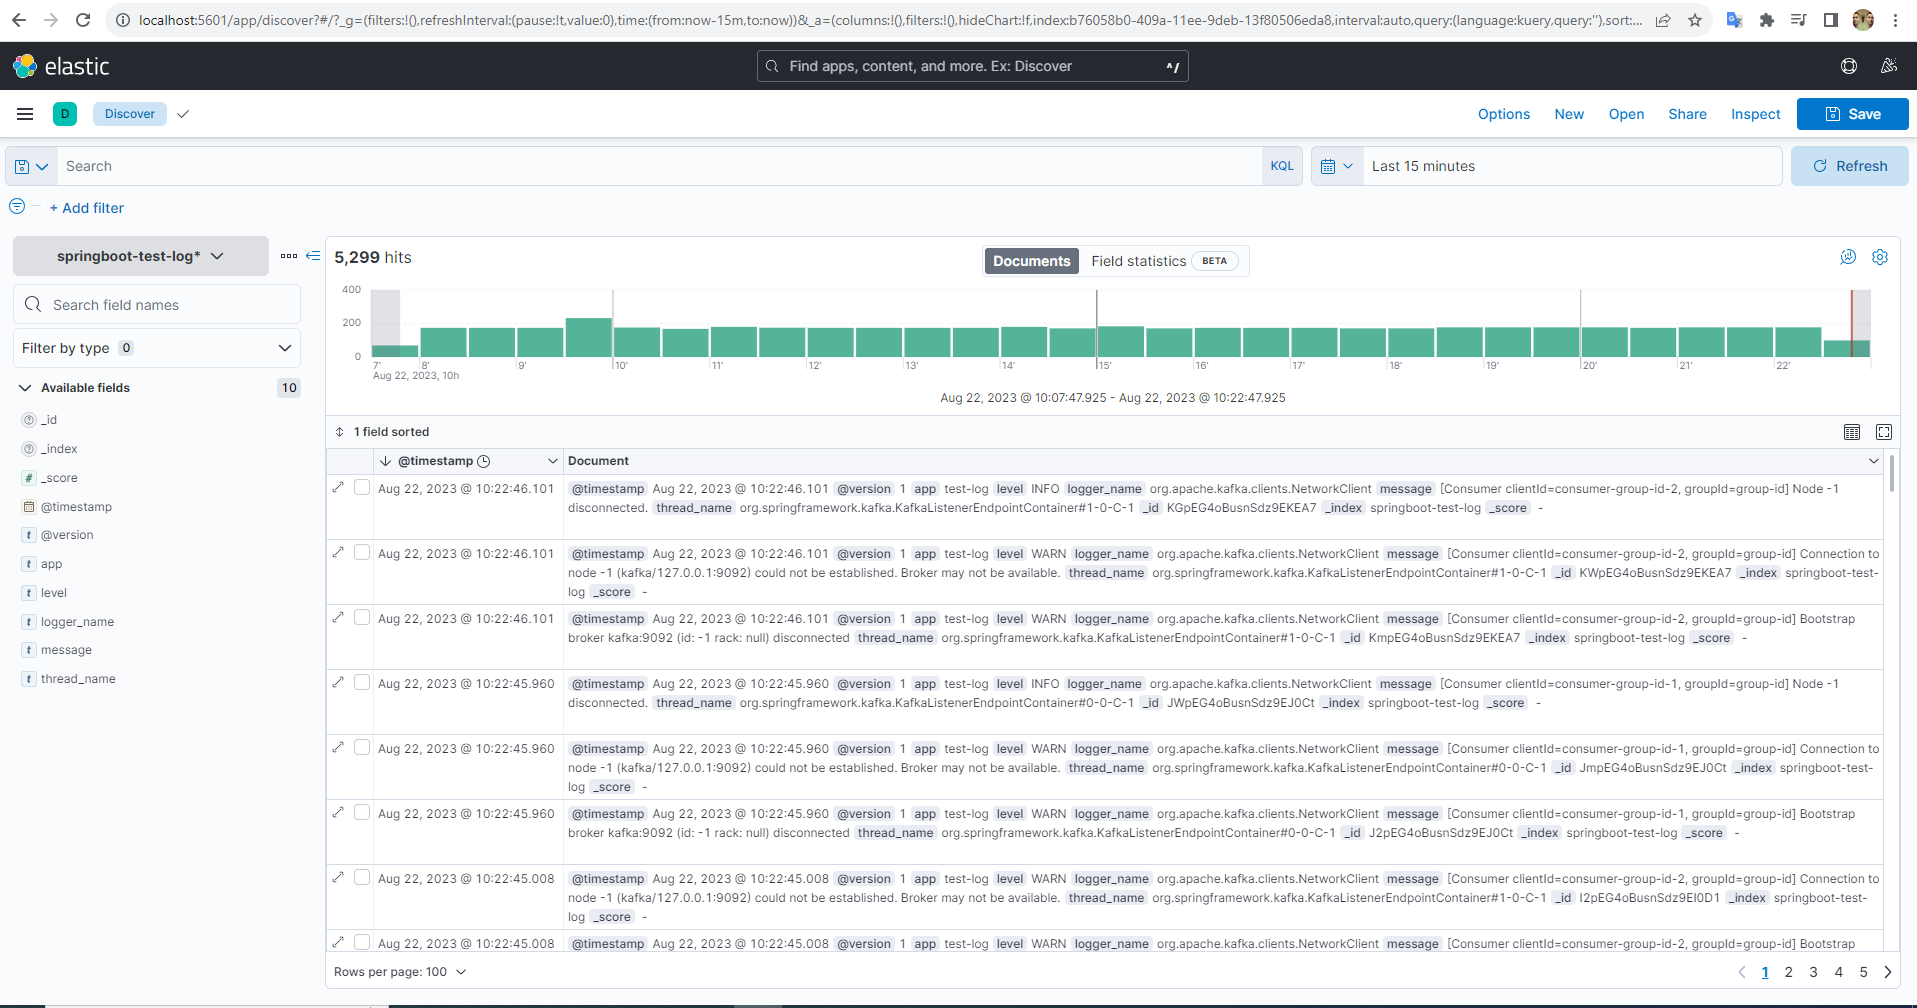 localhost:5601/app/discover?#/?_g=(filters:!(),refreshInterval:(pause:!t,value:0),time:(from:now-15m,to:now))&_a=(columns:!(),filters:!(),hideChart:!f,index:b76058b0-409a-11ee-9deb-13f80506eda8,interval:auto,query:(language:kuery,query:''),sort:...
elastic
Find apps, content, and more. Ex: Discover ^/
D Discover Options New Open Share Inspect Save
Search KQL Last 15 minutes Refresh
+ Add filter
springboot-test-log*
Search field names
Filter by type 0
Available fields 10
_id
_index
_score
@timestamp
@version
app
level
logger_name
message
thread_name
5,299 hits Documents Field statistics BETA
400
200
0
7' 8' 9' 10' 11' 12' 13' 14' 15' 16' 17' 18' 19' 20' 21' 22'
Aug 22, 2023, 10h
Aug 22, 2023 @ 10:07:47.925 - Aug 22, 2023 @ 10:22:47.925
1 field sorted
@timestamp Document
Aug 22, 2023 @ 10:22:46.101 @timestamp Aug 22, 2023 @ 10:22:46.101 @version 1 app test-log level INFO logger_name org.apache.kafka.clients.NetworkClient message [Consumer clientId=consumer-group-id-2, groupId=group-id] Node -1
disconnected. thread_name org.springframework.kafka.KafkaListenerEndpointContainer#1-0-C-1 _id KGpEG4oBusnSdz9EKEA7 _index springboot-test-log _score -
Aug 22, 2023 @ 10:22:46.101 @timestamp Aug 22, 2023 @ 10:22:46.101 @version 1 app test-log level WARN logger_name org.apache.kafka.clients.NetworkClient message [Consumer clientId=consumer-group-id-2, groupId=group-id] Connection to
node -1 (kafka/127.0.0.1:9092) could not be established. Broker may not be available. thread_name org.springframework.kafka.KafkaListenerEndpointContainer#1-0-C-1 _id KWpEG4oBusnSdz9EKEA7 _index springboot-test-
log _score -
Aug 22, 2023 @ 10:22:46.101 @timestamp Aug 22, 2023 @ 10:22:46.101 @version 1 app test-log level WARN logger_name org.apache.kafka.clients.NetworkClient message [Consumer clientId=consumer-group-id-2, groupId=group-id] Bootstrap
broker kafka:9092 (id: -1 rack: null) disconnected thread_name org.springframework.kafka.KafkaListenerEndpointContainer#1-0-C-1 _id KmpEG4oBusnSdz9EKEA7 _index springboot-test-log _score -
Aug 22, 2023 @ 10:22:45.960 @timestamp Aug 22, 2023 @ 10:22:45.960 @version 1 app test-log level INFO logger_name org.apache.kafka.clients.NetworkClient message [Consumer clientId=consumer-group-id-1, groupId=group-id] Node -1
disconnected. thread_name org.springframework.kafka.KafkaListenerEndpointContainer#0-0-C-1 _id JWpEG4oBusnSdz9EJ0Ct _index springboot-test-log _score -
Aug 22, 2023 @ 10:22:45.960 @timestamp Aug 22, 2023 @ 10:22:45.960 @version 1 app test-log level WARN logger_name org.apache.kafka.clients.NetworkClient message [Consumer clientId=consumer-group-id-1, groupId=group-id] Connection to
node -1 (kafka/127.0.0.1:9092) could not be established. Broker may not be available. thread_name org.springframework.kafka.KafkaListenerEndpointContainer#0-0-C-1 _id JmpEG4oBusnSdz9EJ0Ct _index springboot-test-
log _score -
Aug 22, 2023 @ 10:22:45.960 @timestamp Aug 22, 2023 @ 10:22:45.960 @version 1 app test-log level WARN logger_name org.apache.kafka.clients.NetworkClient message [Consumer clientId=consumer-group-id-1, groupId=group-id] Bootstrap
broker kafka:9092 (id: -1 rack: null) disconnected thread_name org.springframework.kafka.KafkaListenerEndpointContainer#0-0-C-1 _id J2pEG4oBusnSdz9EJ0Ct _index springboot-test-log _score -
Aug 22, 2023 @ 10:22:45.008 @timestamp Aug 22, 2023 @ 10:22:45.008 @version 1 app test-log level WARN logger_name org.apache.kafka.clients.NetworkClient message [Consumer clientId=consumer-group-id-2, groupId=group-id] Connection to
node -1 (kafka/127.0.0.1:9092) could not be established. Broker may not be available. thread_name org.springframework.kafka.KafkaListenerEndpointContainer#1-0-C-1 _id I2pEG4oBusnSdz9EI0D1 _index springboot-test-
log _score -
Aug 22, 2023 @ 10:22:45.008 @timestamp Aug 22, 2023 @ 10:22:45.008 @version 1 app test-log level WARN logger_name org.apache.kafka.clients.NetworkClient message [Consumer clientId=consumer-group-id-2, groupId=group-id] Bootstrap
Rows per page: 100 1 2 3 4 5